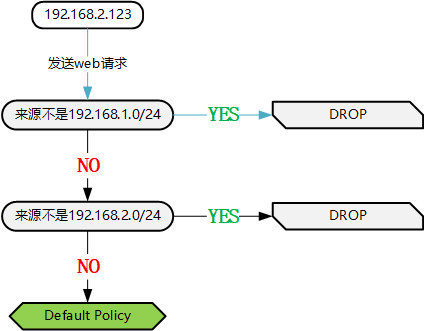 192.168.2.123
发送web请求
来源不是192.168.1.0/24
YES
DROP
NO
来源不是192.168.2.0/24
YES
DROP
NO
Default Policy